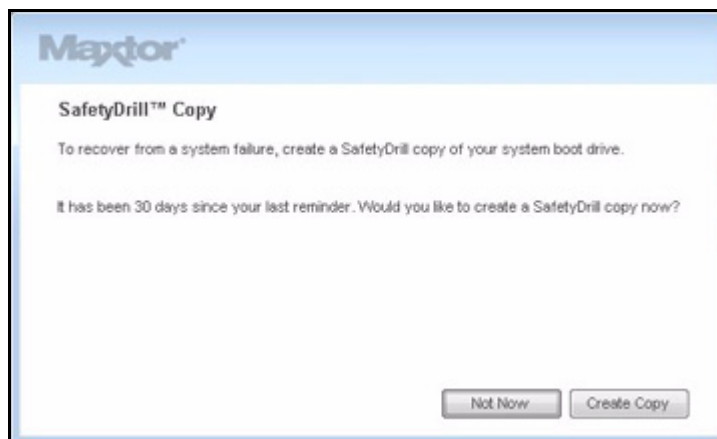 Maxtor®
SafetyDrill™ Copy
To recover from a system failure, create a SafetyDrill copy of your system boot drive.
It has been 30 days since your last reminder. Would you like to create a SafetyDrill copy now?
Not Now
Create Copy